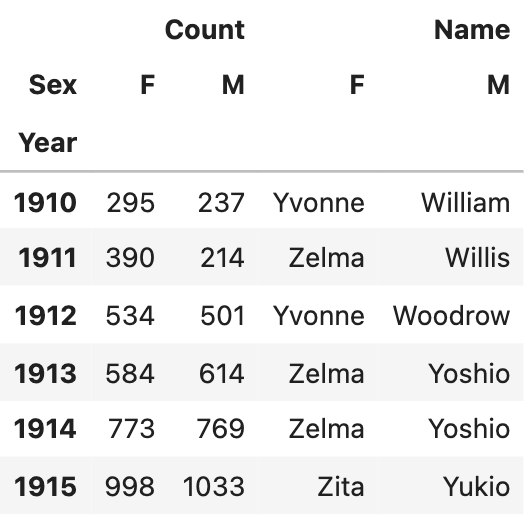 Count Name
Sex F M F M
Year
1910 295 237 Yvonne William
1911 390 214 Zelma Willis
1912 534 501 Yvonne Woodrow
1913 584 614 Zelma Yoshio
1914 773 769 Zelma Yoshio
1915 998 1033 Zita Yukio